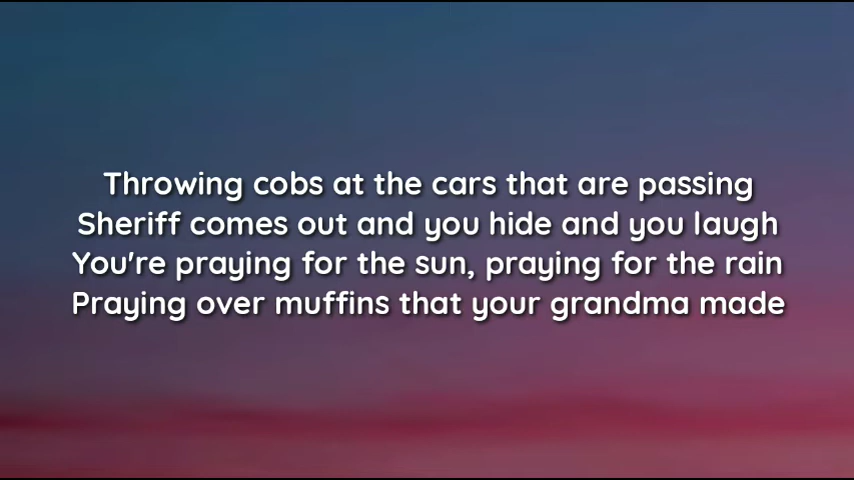 Throwing cobs at the cars that are passing
Sheriff comes out and you hide and you laugh
You're praying for the sun, praying for the rain
Praying over muffins that your grandma made